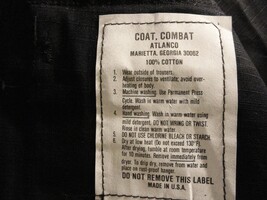 COAT, COMBAT
ATLANCO
MARIETTA, GEORGIA 30062
100% COTTON
1. Wear outside of trousers.
2. Adjust closures to ventilate; avoid over-
heating of body.
3. Machine washing: Use Permanent Press
Cycle. Wash in warm water with mild
detergent.
4. Hand washing: Wash in warm water using
mild detergent. DO NOT WRING OR TWIST.
Rinse in clean warm water.
5. DO NOT USE CHLORINE BLEACH OR STARCH.
6. Dry at low heat (Do not exceed 130°F).
After drying, tumble at room temperature
for 10 minutes. Remove immediately from
dryer. To drip dry, remove from water and
place on rust-proof hanger.
DO NOT REMOVE THIS LABEL
MADE IN U.S.A.